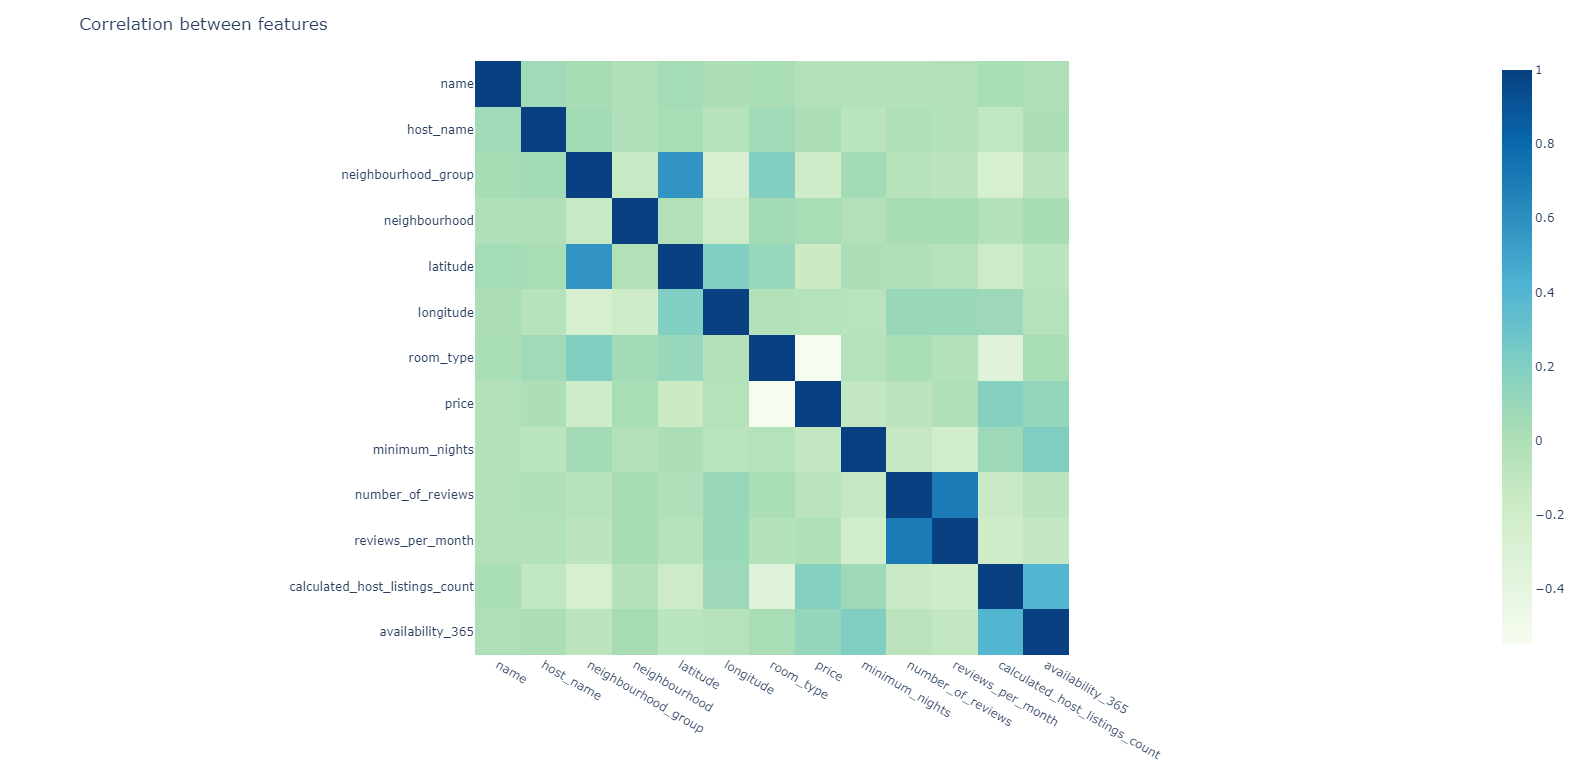 Correlation between features
name
host_name
neighbourhood_group
neighbourhood
latitude
longitude
room_type
price
minimum_nights
number_of_reviews
reviews_per_month
calculated_host_listings_count
availability_365
name
host_name
neighbourhood_group
neighbourhood
latitude
longitude
room_type
price
minimum_nights
number_of_reviews
reviews_per_month
calculated_host_listings_count
availability_365
1
0.8
0.6
0.4
0.2
0
−0.2
−0.4